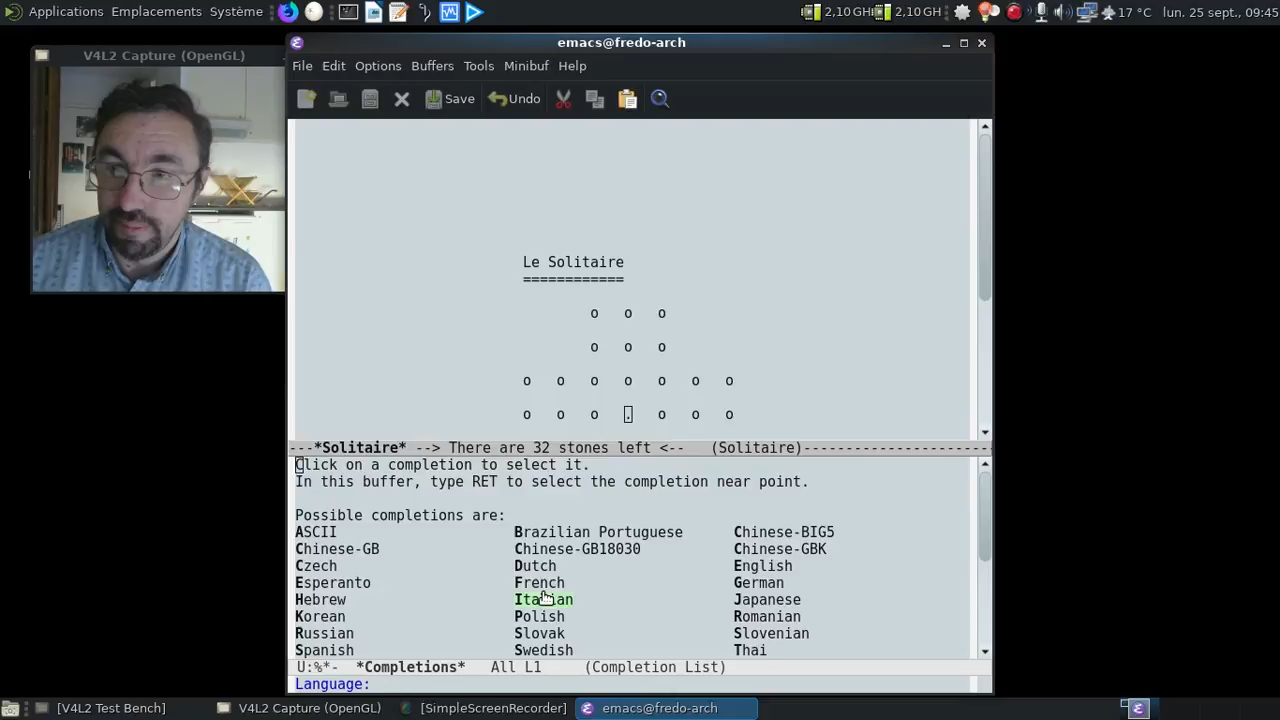 Applications Emplacements Système
2,10 GH 2,10 GH 17 °C lun. 25 sept., 09:45
V4L2 Capture (OpenGL)
emacs@fredo-arch
File Edit Options Buffers Tools Minibuf Help
Save Undo
Le Solitaire
============
o o o
o o o
o o o o o o o
o o o . o o o
---*Solitaire* --> There are 32 stones left <-- (Solitaire)----------------------
Click on a completion to select it.
In this buffer, type RET to select the completion near point.
Possible completions are:
ASCII Brazilian Portuguese Chinese-BIG5
Chinese-GB Chinese-GB18030 Chinese-GBK
Czech Dutch English
Esperanto French German
Hebrew Italian Japanese
Korean Polish Romanian
Russian Slovak Slovenian
Spanish Swedish Thai
U:%*- *Completions* All L1 (Completion List)
Language:
[V4L2 Test Bench] V4L2 Capture (OpenGL) [SimpleScreenRecorder] emacs@fredo-arch